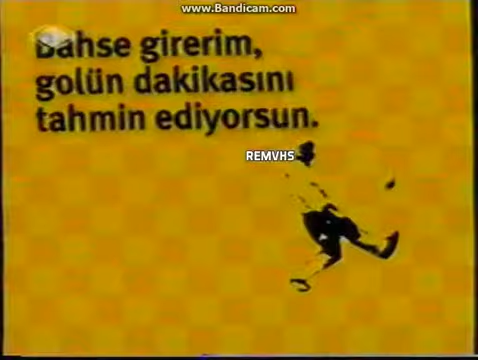 www.Bandicam.com
Bahse girerim,
golün dakikasını
tahmin ediyorsun.
REMVHS